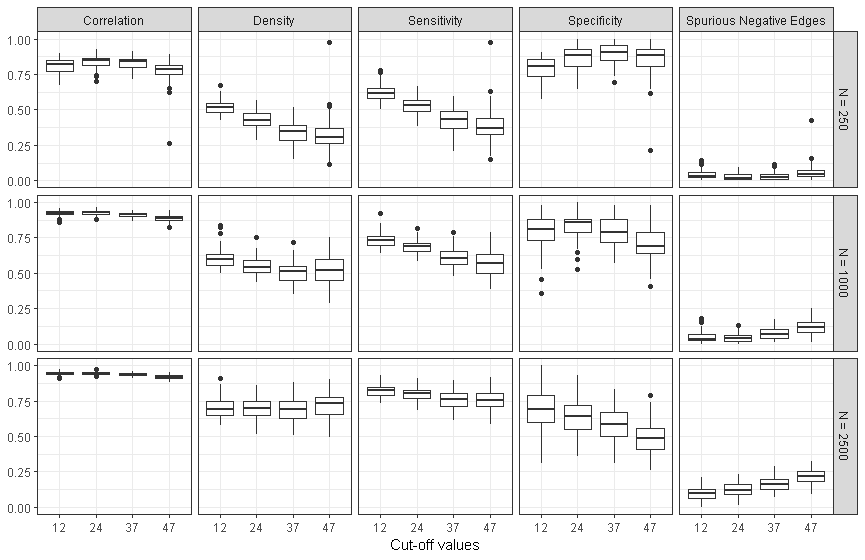 Correlation Density Sensitivity Specificity Spurious Negative Edges
1.00
0.75
0.50
0.25
0.00
N = 250
1.00
0.75
0.50
0.25
0.00
N = 1000
1.00
0.75
0.50
0.25
0.00
N = 2500
12 24 37 47 12 24 37 47 12 24 37 47 12 24 37 47 12 24 37 47
Cut-off values